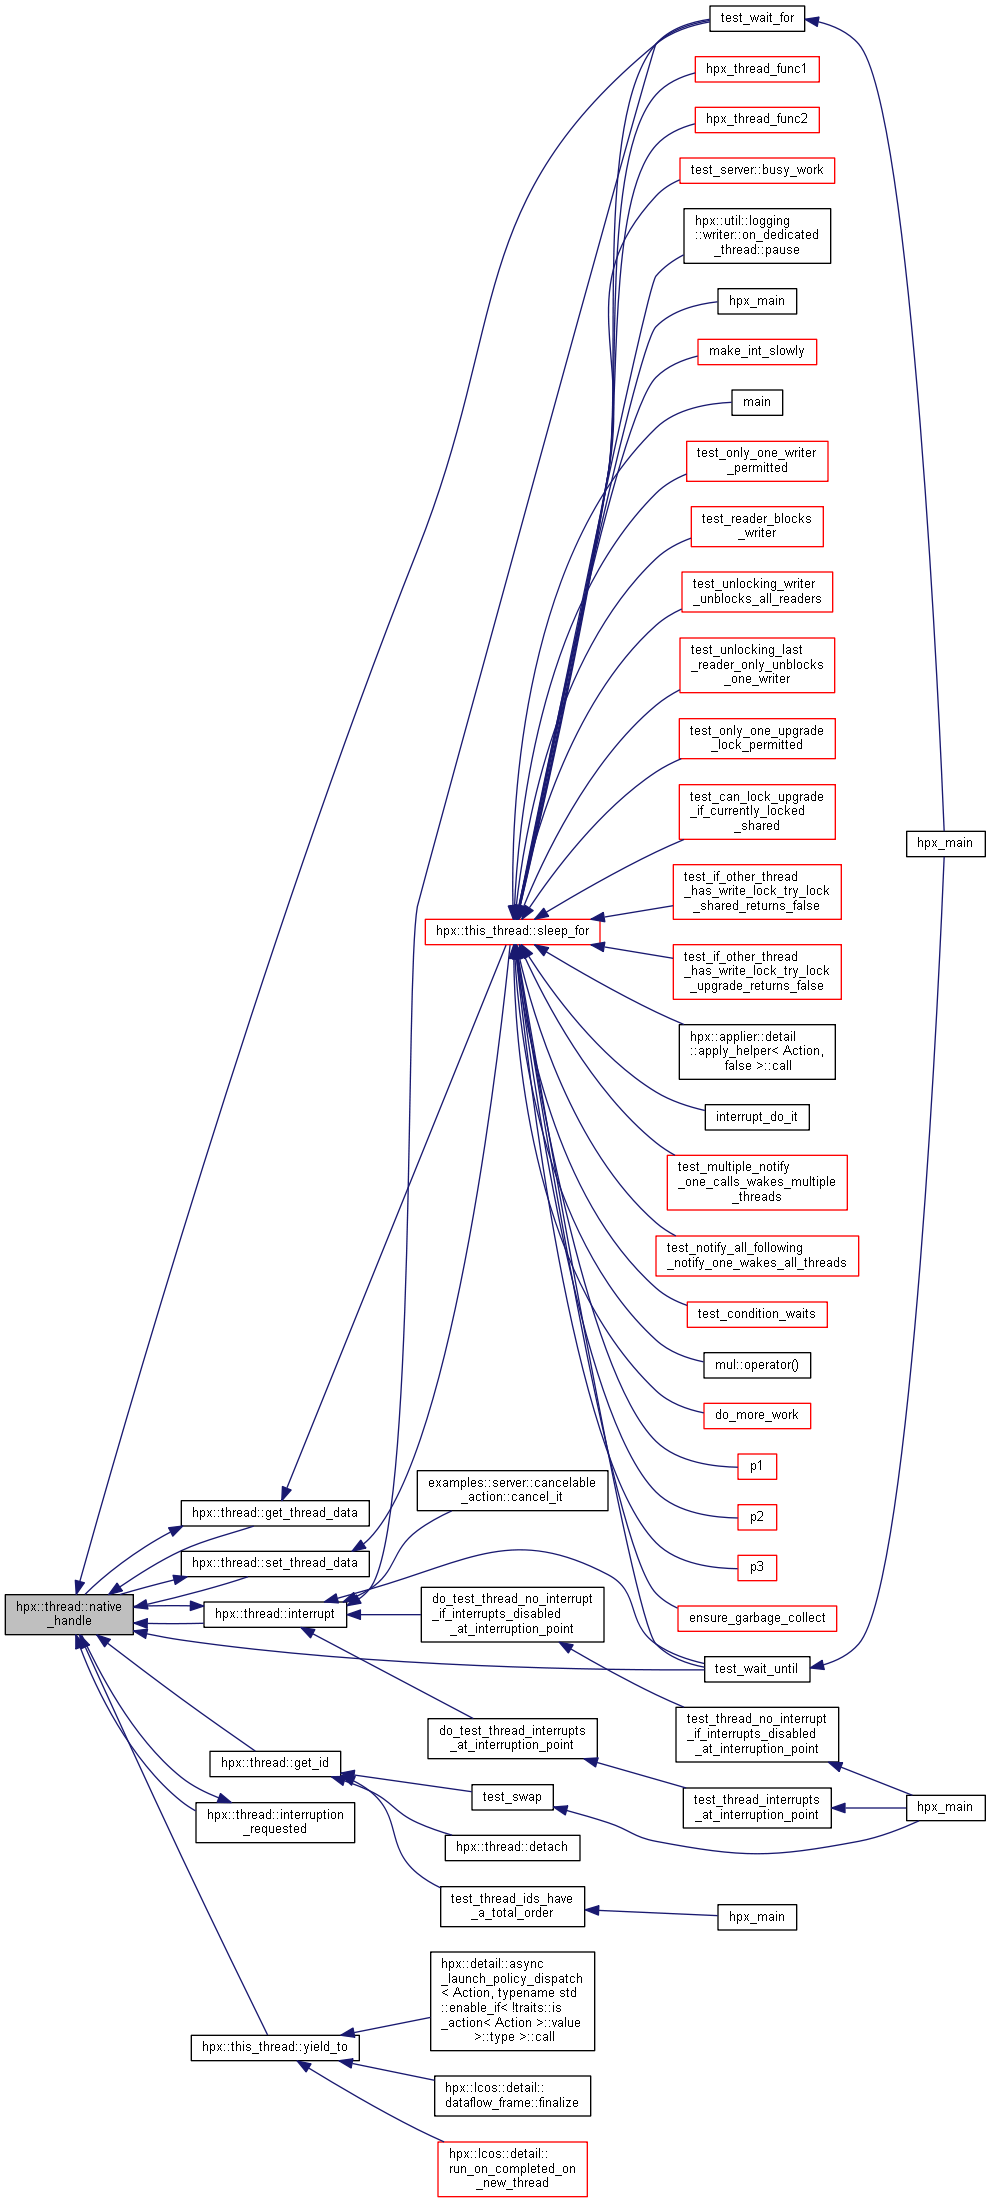 test_wait_for
hpx_thread_func1
hpx_thread_func2
test_server::busy_work
hpx::util::logging
::writer::on_dedicated
_thread::pause
hpx_main
make_int_slowly
main
test_only_one_writer
_permitted
test_reader_blocks
_writer
test_unlocking_writer
_unblocks_all_readers
test_unlocking_last
_reader_only_unblocks
_one_writer
test_only_one_upgrade
_lock_permitted
test_can_lock_upgrade
_if_currently_locked
_shared
hpx_main
test_if_other_thread
_has_write_lock_try_lock
_shared_returns_false
hpx::this_thread::sleep_for
test_if_other_thread
_has_write_lock_try_lock
_upgrade_returns_false
hpx::applier::detail
::apply_helper< Action,
false >::call
interrupt_do_it
test_multiple_notify
_one_calls_wakes_multiple
_threads
test_notify_all_following
_notify_one_wakes_all_threads
test_condition_waits
mul::operator()
do_more_work
p1
p2
p3
examples::server::cancelable
_action::cancel_it
hpx::thread::get_thread_data
hpx::thread::set_thread_data
hpx::thread::native
_handle
hpx::thread::interrupt
do_test_thread_no_interrupt
_if_interrupts_disabled
_at_interruption_point
ensure_garbage_collect
test_wait_until
test_thread_no_interrupt
_if_interrupts_disabled
_at_interruption_point
do_test_thread_interrupts
_at_interruption_point
hpx::thread::get_id
test_swap
test_thread_interrupts
_at_interruption_point
hpx_main
hpx::thread::interruption
_requested
hpx::thread::detach
test_thread_ids_have
_a_total_order
hpx_main
hpx::detail::async
_launch_policy_dispatch
< Action, typename std
::enable_if< !traits::is
_action< Action >::value
>::type >::call
hpx::this_thread::yield_to
hpx::lcos::detail::
dataflow_frame::finalize
hpx::lcos::detail::
run_on_completed_on
_new_thread